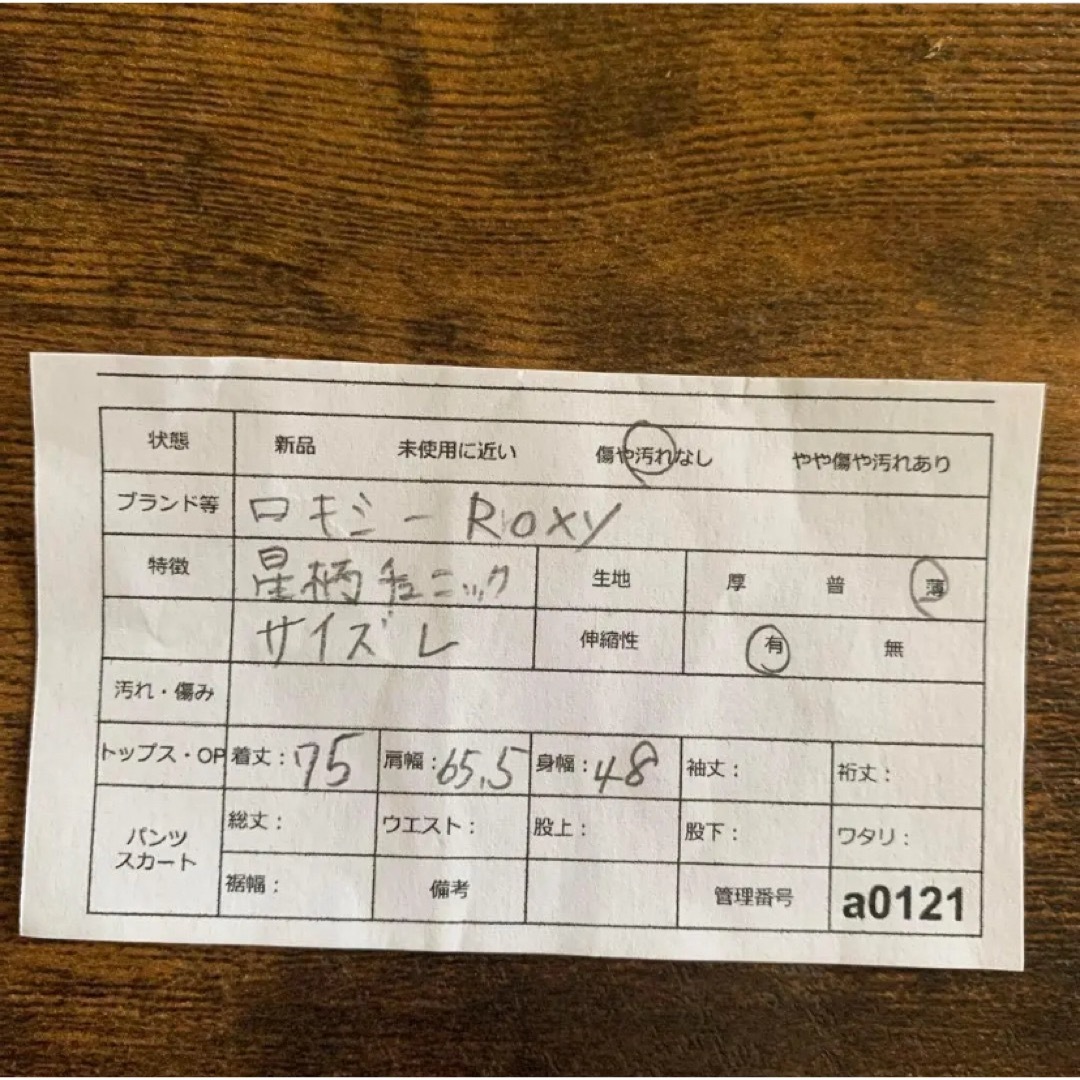 状態 新品 未使用に近い 傷や汚れなし やや傷や汚れあり
ブランド等 ロキシー Roxy
特徴 星柄チュニック 生地 厚 普 薄
サイズ L 伸縮性 有 無
汚れ・傷み
トップス・OP 着丈:75 肩幅:65.5 身幅:48 袖丈: 裄丈:
パンツ スカート 総丈: ウエスト: 股上: 股下: ワタリ:
裾幅: 備考 管理番号 a0121